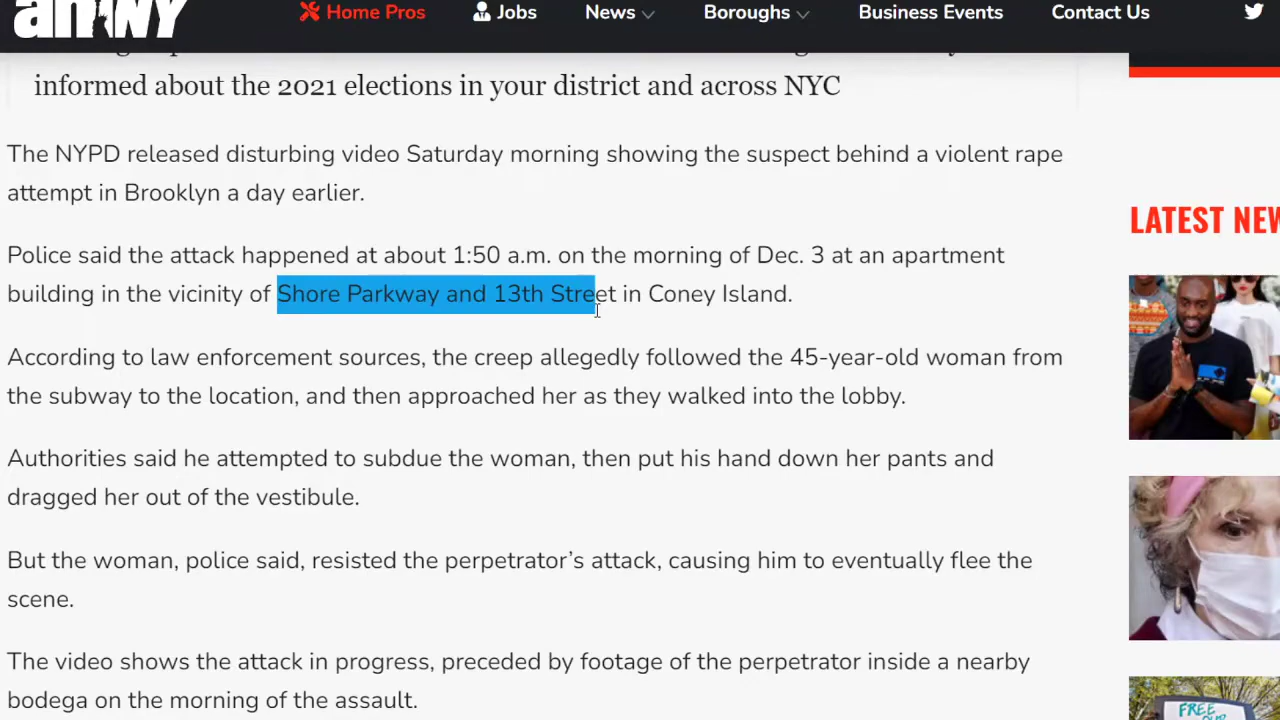 amNY
Home Pros
Jobs
News
Boroughs
Business Events
Contact Us
informed about the 2021 elections in your district and across NYC
The NYPD released disturbing video Saturday morning showing the suspect behind a violent rape
attempt in Brooklyn a day earlier.
Police said the attack happened at about 1:50 a.m. on the morning of Dec. 3 at an apartment
building in the vicinity of Shore Parkway and 13th Street in Coney Island.
According to law enforcement sources, the creep allegedly followed the 45-year-old woman from
the subway to the location, and then approached her as they walked into the lobby.
Authorities said he attempted to subdue the woman, then put his hand down her pants and
dragged her out of the vestibule.
But the woman, police said, resisted the perpetrator’s attack, causing him to eventually flee the
scene.
The video shows the attack in progress, preceded by footage of the perpetrator inside a nearby
bodega on the morning of the assault.
LATEST NEW
FREE